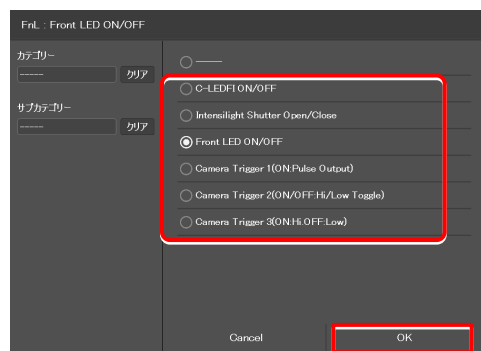 FnL : Front LED ON/OFF
カテゴリー
-----
クリア
サブカテゴリー
-----
クリア
-----
C-LEDFI ON/OFF
Intensilight Shutter Open/Close
Front LED ON/OFF
Camera Trigger 1(ON:Pulse Output)
Camera Trigger 2(ON/OFF:Hi/Low Toggle)
Camera Trigger 3(ON:Hi.OFF:Low)
Cancel
OK